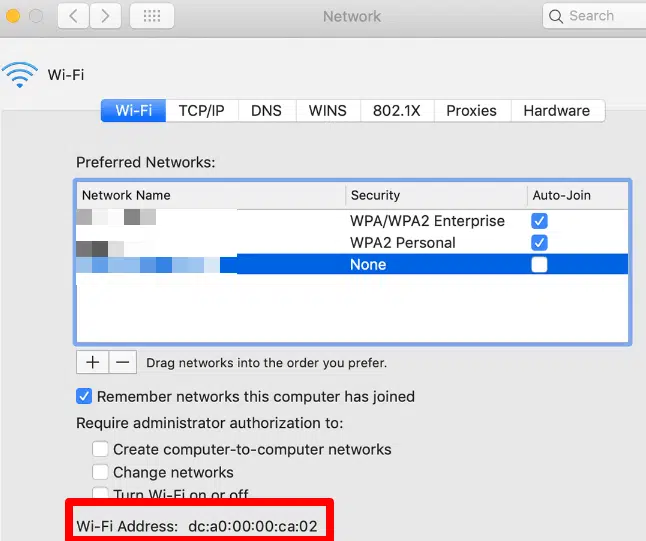 Network
Search
Wi-Fi
Wi-Fi TCP/IP DNS WINS 802.1X Proxies Hardware
Preferred Networks:
Network Name Security Auto-Join
WPA/WPA2 Enterprise
WPA2 Personal
None
+ − Drag networks into the order you prefer.
Remember networks this computer has joined
Require administrator authorization to:
Create computer-to-computer networks
Change networks
Turn Wi-Fi on or off
Wi-Fi Address: dc:a0:00:00:ca:02